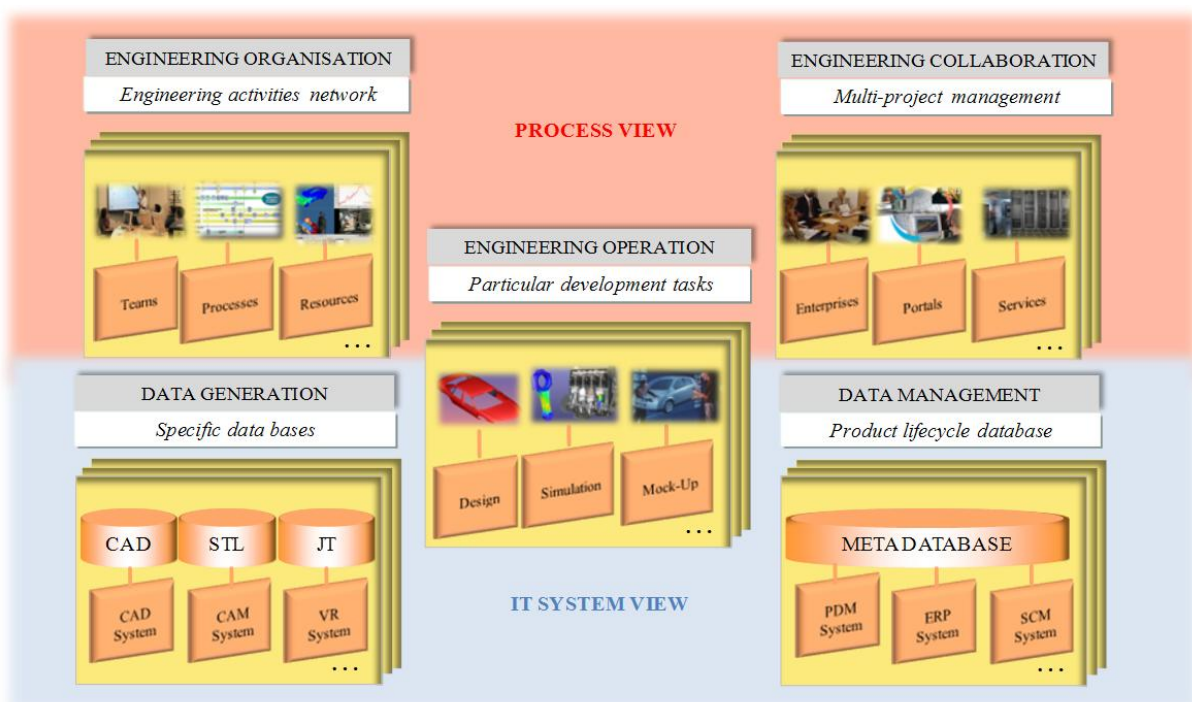 ENGINEERING ORGANISATION
Engineering activities network
Teams
Processes
Resources
...
PROCESS VIEW
ENGINEERING COLLABORATION
Multi-project management
Enterprises
Portals
Services
...
ENGINEERING OPERATION
Particular development tasks
Design
Simulation
Mock-Up
...
DATA GENERATION
Specific data bases
CAD
STL
JT
CAD
System
CAM
System
VR
System
...
IT SYSTEM VIEW
DATA MANAGEMENT
Product lifecycle database
META DATABASE
PDM
System
ERP
System
SCM
System
...